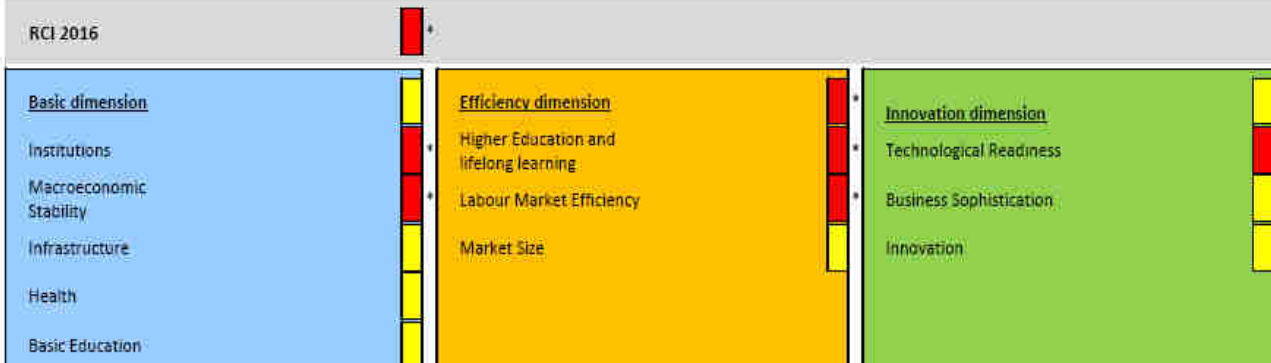 RCI 2016 *
Basic dimension
Institutions *
Macroeconomic
Stability *
Infrastructure
Health
Basic Education
Efficiency dimension *
Higher Education and
lifelong learning *
Labour Market Efficiency *
Market Size
Innovation dimension
Technological Readiness
Business Sophistication
Innovation